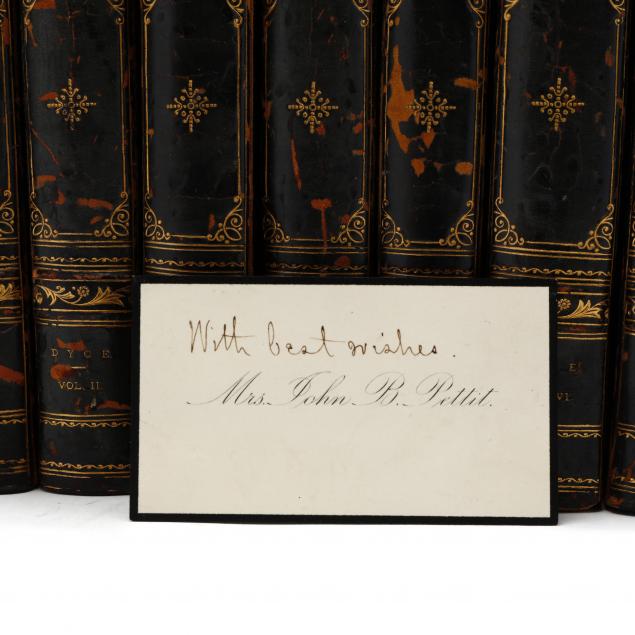 DYCE
VOL. II.
With best wishes.
Mrs. John B. Pettit.
E
VI.